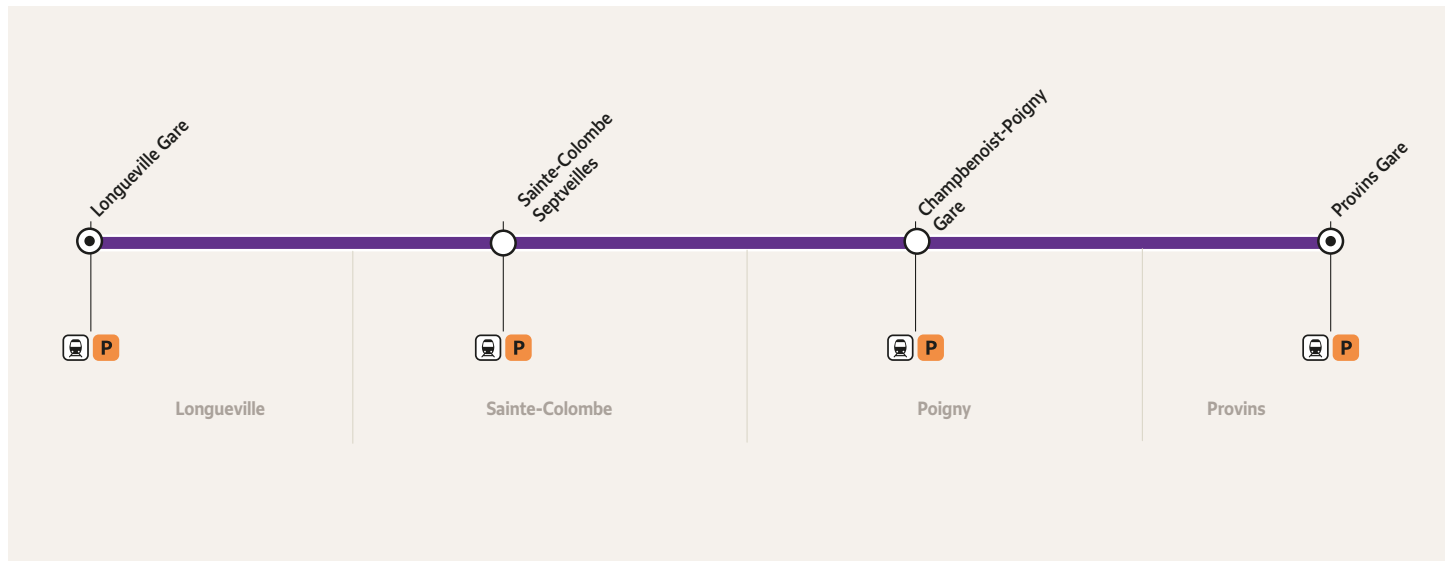 Longueville Gare
Sainte-Colombe
Septveilles
Champbenoist-Poigny
Gare
Provins Gare
P
P
P
P
Longueville
Sainte-Colombe
Poigny
Provins